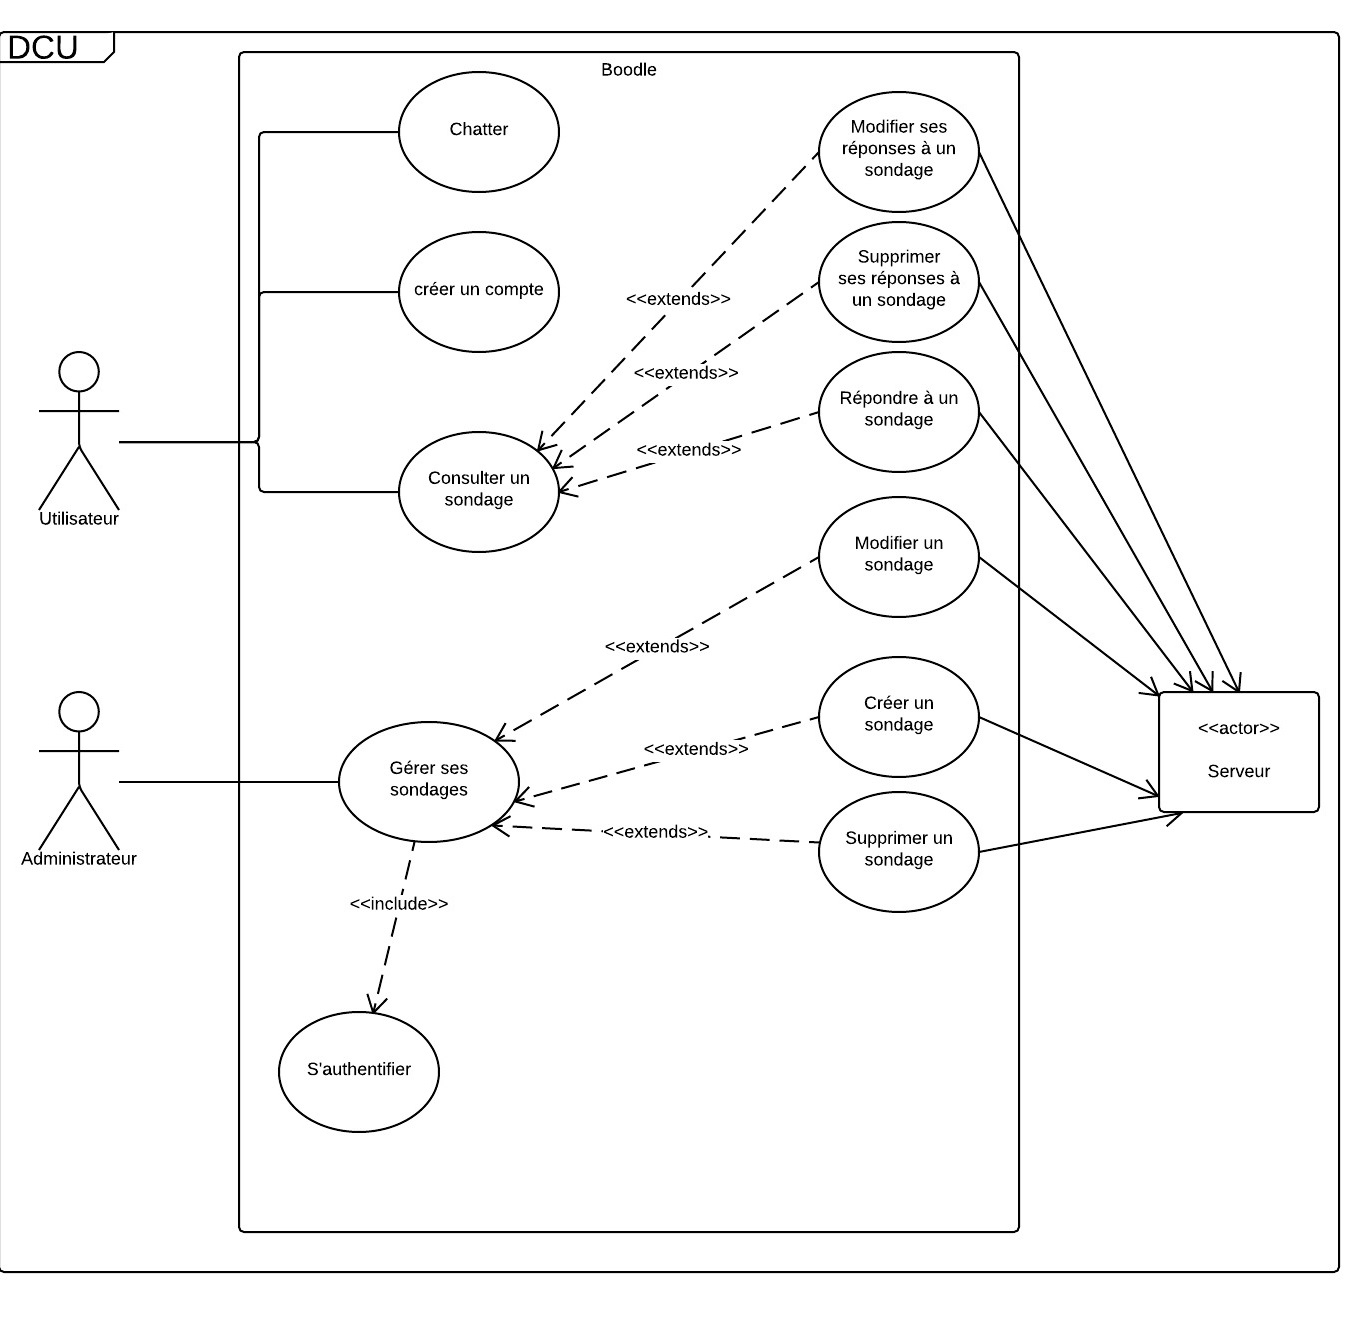 DCU
Boodle
Chatter
Modifier ses
réponses à un
sondage
créer un compte
Supprimer
ses réponses à
un sondage
<<extends>>
<<extends>>
Répondre à un
sondage
<<extends>>
Consulter un
sondage
Utilisateur
Modifier un
sondage
<<extends>>
Créer un
sondage
<<actor>>
Serveur
<<extends>>
Gérer ses
sondages
<<extends>>
Supprimer un
sondage
Administrateur
<<include>>
S'authentifier